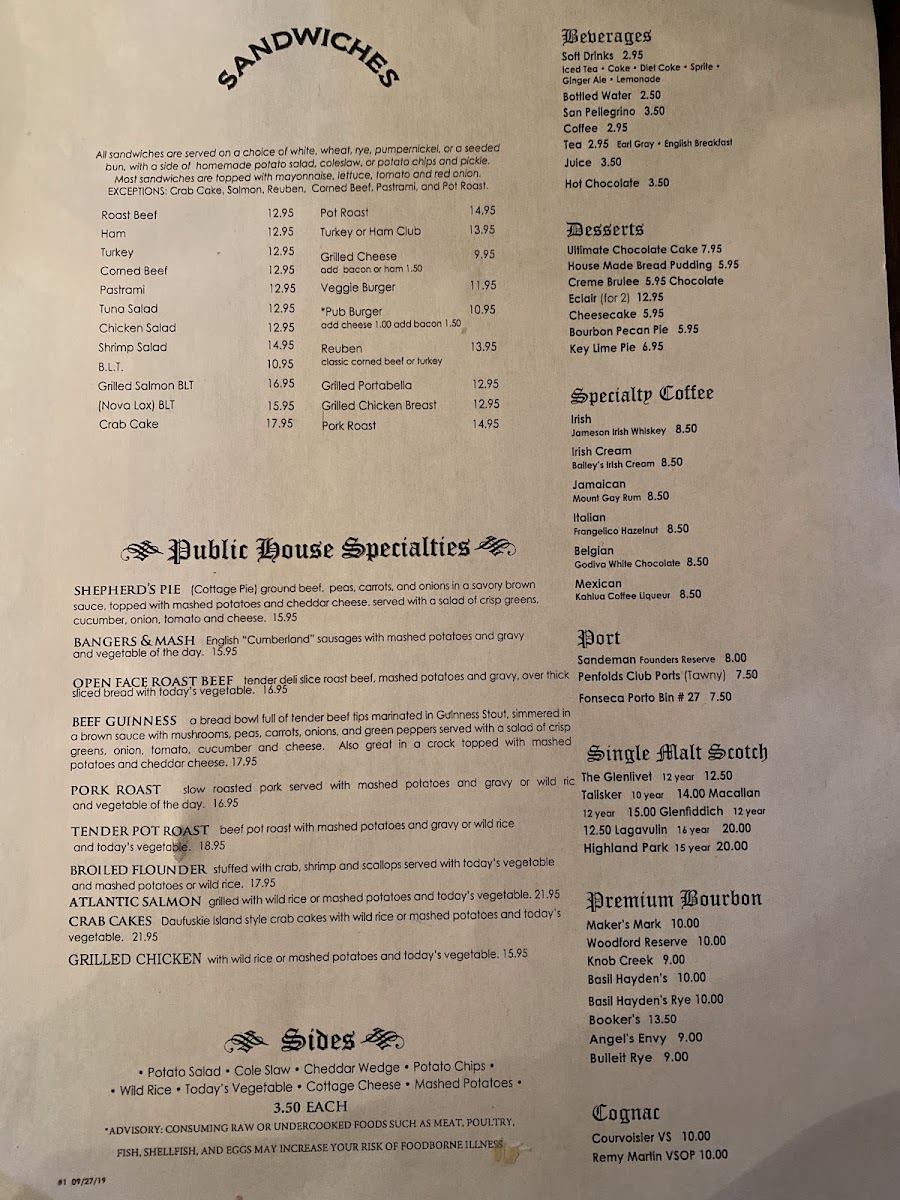 SANDWICHES
All sandwiches are served on a choice of white, wheat, rye, pumpernickel, or a seeded
bun, with a side of homemade potato salad, coleslaw, or potato chips and pickle.
Most sandwiches are topped with mayonnaise, lettuce, tomato and red onion.
EXCEPTIONS: Crab Cake, Salmon, Reuben, Corned Beef, Pastrami, and Pot Roast.
Roast Beef 12.95
Ham 12.95
Turkey 12.95
Corned Beef 12.95
Pastrami 12.95
Tuna Salad 12.95
Chicken Salad 12.95
Shrimp Salad 14.95
B.L.T. 10.95
Grilled Salmon BLT 16.95
(Nova Lox) BLT 15.95
Crab Cake 17.95
Pot Roast 14.95
Turkey or Ham Club 13.95
Grilled Cheese 9.95
add bacon or ham 1.50
Veggie Burger 11.95
*Pub Burger 10.95
add cheese 1.00 add bacon 1.50
Reuben 13.95
classic corned beef or turkey
Grilled Portabella 12.95
Grilled Chicken Breast 12.95
Pork Roast 14.95
Public House Specialties
SHEPHERD'S PIE (Cottage Pie) ground beef, peas, carrots, and onions in a savory brown
sauce, topped with mashed potatoes and cheddar cheese. served with a salad of crisp greens,
cucumber, onion, tomato and cheese. 15.95
BANGERS & MASH English "Cumberland" sausages with mashed potatoes and gravy
and vegetable of the day. 15.95
OPEN FACE ROAST BEEF tender deli slice roast beef, mashed potatoes and gravy, over thick
sliced bread with today's vegetable. 16.95
BEEF GUINNESS a bread bowl full of tender beef tips marinated in Guinness Stout, simmered in
a brown sauce with mushrooms, peas, carrots, onions, and green peppers served with a salad of crisp
greens, onion, tomato, cucumber and cheese. Also great in a crock topped with mashed
potatoes and cheddar cheese. 17.95
PORK ROAST slow roasted pork served with mashed potatoes and gravy or wild ric
and vegetable of the day. 16.95
TENDER POT ROAST beef pot roast with mashed potatoes and gravy or wild rice
and today's vegetable. 18.95
BROILED FLOUNDER stuffed with crab, shrimp and scallops served with today's vegetable
and mashed potatoes or wild rice. 17.95
ATLANTIC SALMON grilled with wild rice or mashed potatoes and today's vegetable. 21.95
CRAB CAKES Daufuskie Island style crab cakes with wild rice or mashed potatoes and today's
vegetable. 21.95
GRILLED CHICKEN with wild rice or mashed potatoes and today's vegetable. 15.95
Sides
• Potato Salad • Cole Slaw • Cheddar Wedge • Potato Chips •
• Wild Rice • Today's Vegetable • Cottage Cheese • Mashed Potatoes •
3.50 EACH
*ADVISORY: CONSUMING RAW OR UNDERCOOKED FOODS SUCH AS MEAT, POULTRY,
FISH, SHELLFISH, AND EGGS MAY INCREASE YOUR RISK OF FOODBORNE ILLNESS
#1 09/27/19
Beverages
Soft Drinks 2.95
Iced Tea • Coke • Diet Coke • Sprite •
Ginger Ale • Lemonade
Bottled Water 2.50
San Pellegrino 3.50
Coffee 2.95
Tea 2.95 Earl Gray • English Breakfast
Juice 3.50
Hot Chocolate 3.50
Desserts
Ultimate Chocolate Cake 7.95
House Made Bread Pudding 5.95
Creme Brulee 5.95 Chocolate
Eclair (for 2) 12.95
Cheesecake 5.95
Bourbon Pecan Pie 5.95
Key Lime Pie 6.95
Specialty Coffee
Irish
Jameson Irish Whiskey 8.50
Irish Cream
Bailey's Irish Cream 8.50
Jamaican
Mount Gay Rum 8.50
Italian
Frangelico Hazelnut 8.50
Belgian
Godiva White Chocolate 8.50
Mexican
Kahlua Coffee Liqueur 8.50
Port
Sandeman Founders Reserve 8.00
Penfolds Club Ports (Tawny) 7.50
Fonseca Porto Bin # 27 7.50
Single Malt Scotch
The Glenlivet 12 year 12.50
Talisker 10 year 14.00 Macallan
12 year 15.00 Glenfiddich 12 year
12.50 Lagavulin 16 year 20.00
Highland Park 15 year 20.00
Premium Bourbon
Maker's Mark 10.00
Woodford Reserve 10.00
Knob Creek 9.00
Basil Hayden's 10.00
Basil Hayden's Rye 10.00
Booker's 13.50
Angel's Envy 9.00
Bulleit Rye 9.00
Cognac
Courvoisier VS 10.00
Remy Martin VSOP 10.00